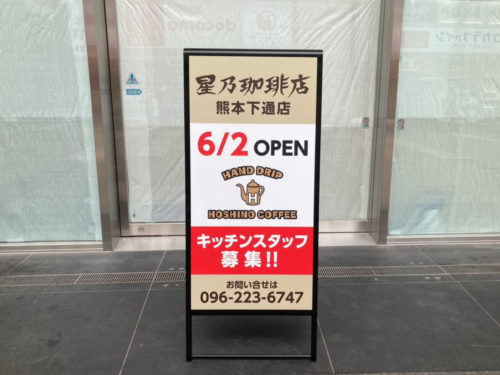 星乃珈琲店
熊本下通店
6/2 OPEN
HAND DRIP
H
HOSHINO COFFEE
キッチンスタッフ
募集!!
お問い合せは
096-223-6747
docomo